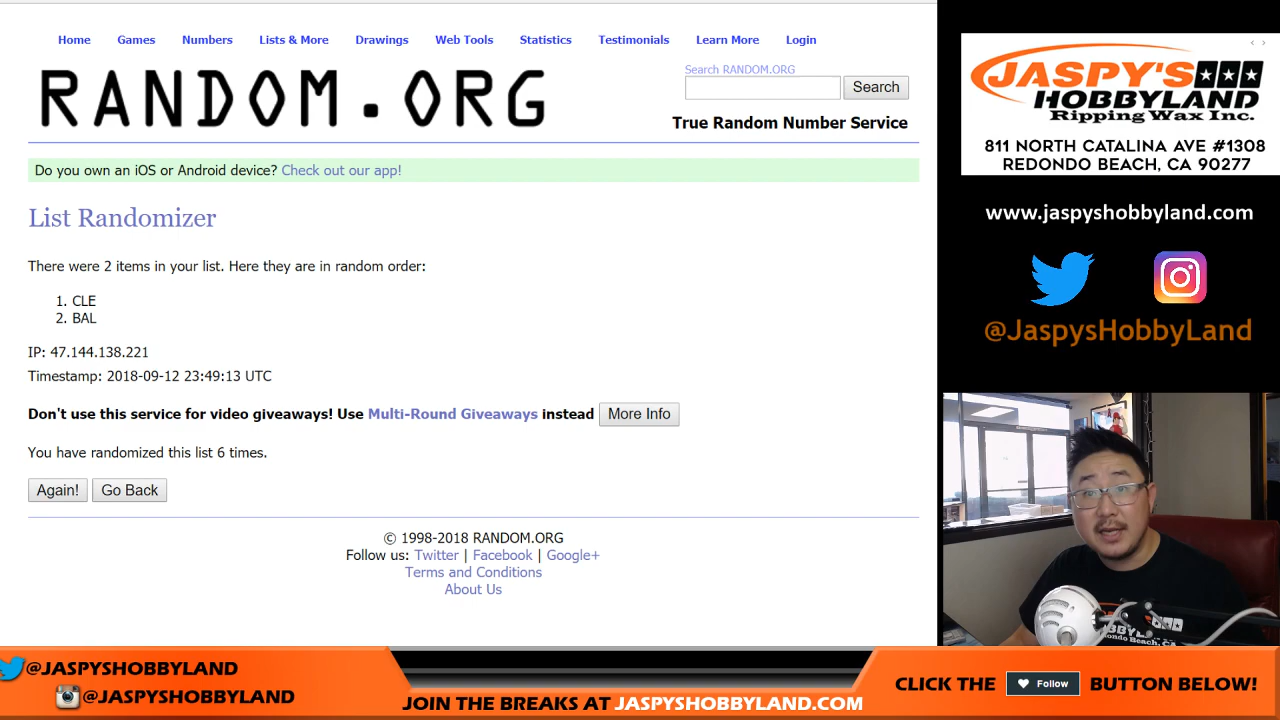 Home Games Numbers Lists & More Drawings Web Tools Statistics Testimonials Learn More Login
RANDOM.ORG
Search RANDOM.ORG
Search
True Random Number Service
Do you own an iOS or Android device? Check out our app!
List Randomizer
There were 2 items in your list. Here they are in random order:
1. CLE
2. BAL
IP: 47.144.138.221
Timestamp: 2018-09-12 23:49:13 UTC
Don't use this service for video giveaways! Use Multi-Round Giveaways instead More Info
You have randomized this list 6 times.
Again! Go Back
© 1998-2018 RANDOM.ORG
Follow us: Twitter | Facebook | Google+
Terms and Conditions
About Us
JASPY'S
HOBBYLAND
Ripping Wax Inc.
811 NORTH CATALINA AVE #1308
REDONDO BEACH, CA 90277
www.jaspyshobbyland.com
@JaspysHobbyLand
@JASPYSHOBBYLAND
@JASPYSHOBBYLAND
JOIN THE BREAKS AT JASPYSHOBBYLAND.COM
CLICK THE Follow BUTTON BELOW!